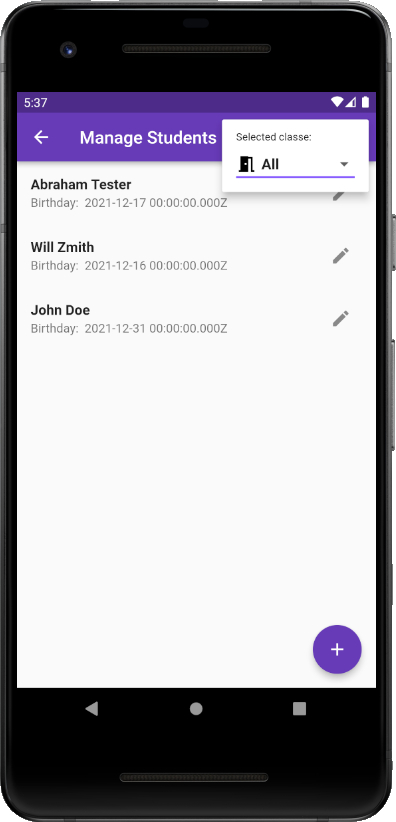 5:37
Manage Students
Selected classe:
All
Abraham Tester
Birthday: 2021-12-17 00:00:00.000Z
Will Zmith
Birthday: 2021-12-16 00:00:00.000Z
John Doe
Birthday: 2021-12-31 00:00:00.000Z